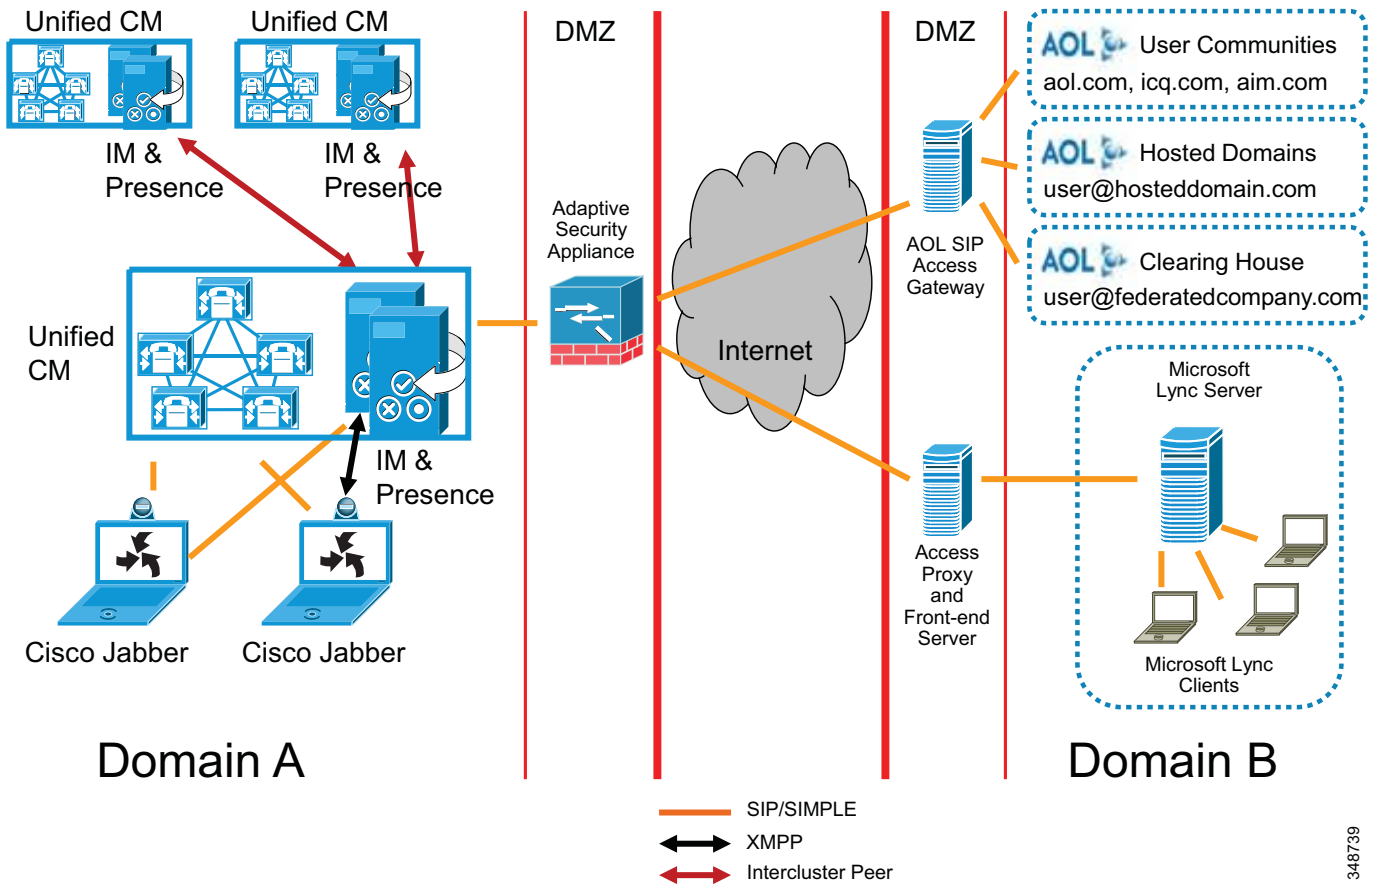 Unified CM
Unified CM
IM &
Presence
IM &
Presence
Unified
CM
IM &
Presence
Cisco Jabber
Cisco Jabber
Domain A
DMZ
Adaptive
Security
Appliance
Internet
DMZ
AOL SIP
Access
Gateway
Access
Proxy
and
Front-end
Server
AOL User Communities
aol.com, icq.com, aim.com
AOL Hosted Domains
user@hosteddomain.com
AOL Clearing House
user@federatedcompany.com
Microsoft
Lync Server
Microsoft Lync
Clients
Domain B
SIP/SIMPLE
XMPP
Intercluster Peer
348739